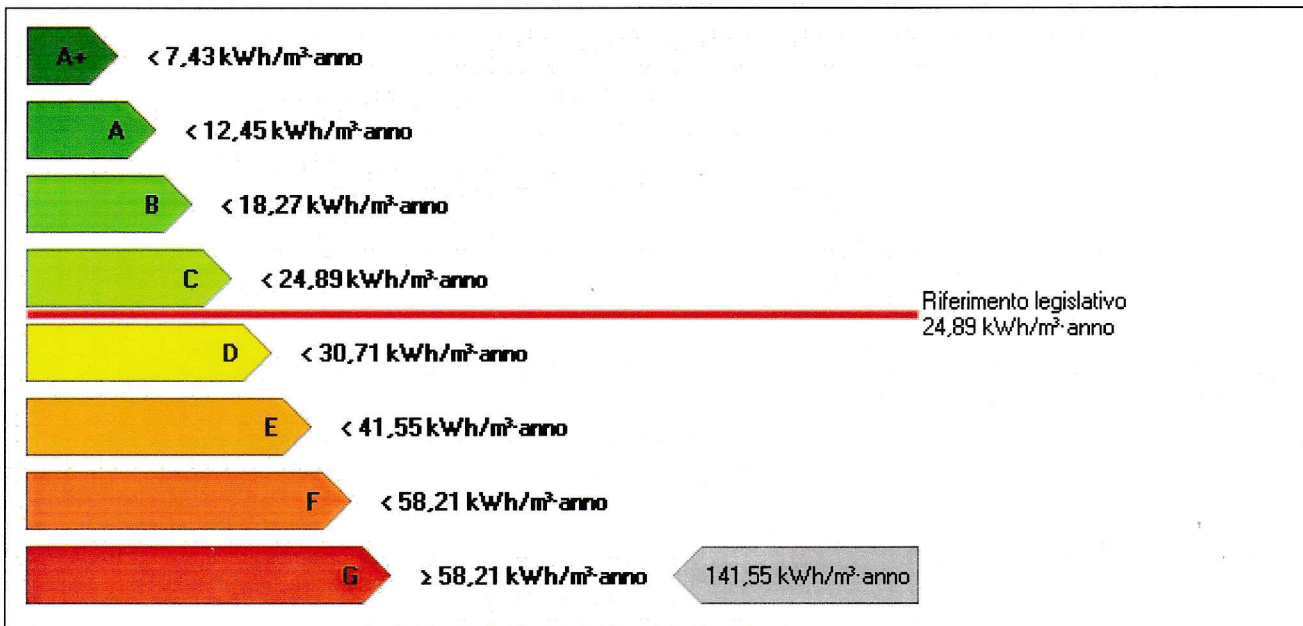 A+ < 7,43 kWh/m³·anno
A < 12,45 kWh/m³·anno
B < 18,27 kWh/m³·anno
C < 24,89 kWh/m³·anno
Riferimento legislativo
24,89 kWh/m³·anno
D < 30,71 kWh/m³·anno
E < 41,55 kWh/m³·anno
F < 58,21 kWh/m³·anno
G ≥ 58,21 kWh/m³·anno 141,55 kWh/m³·anno